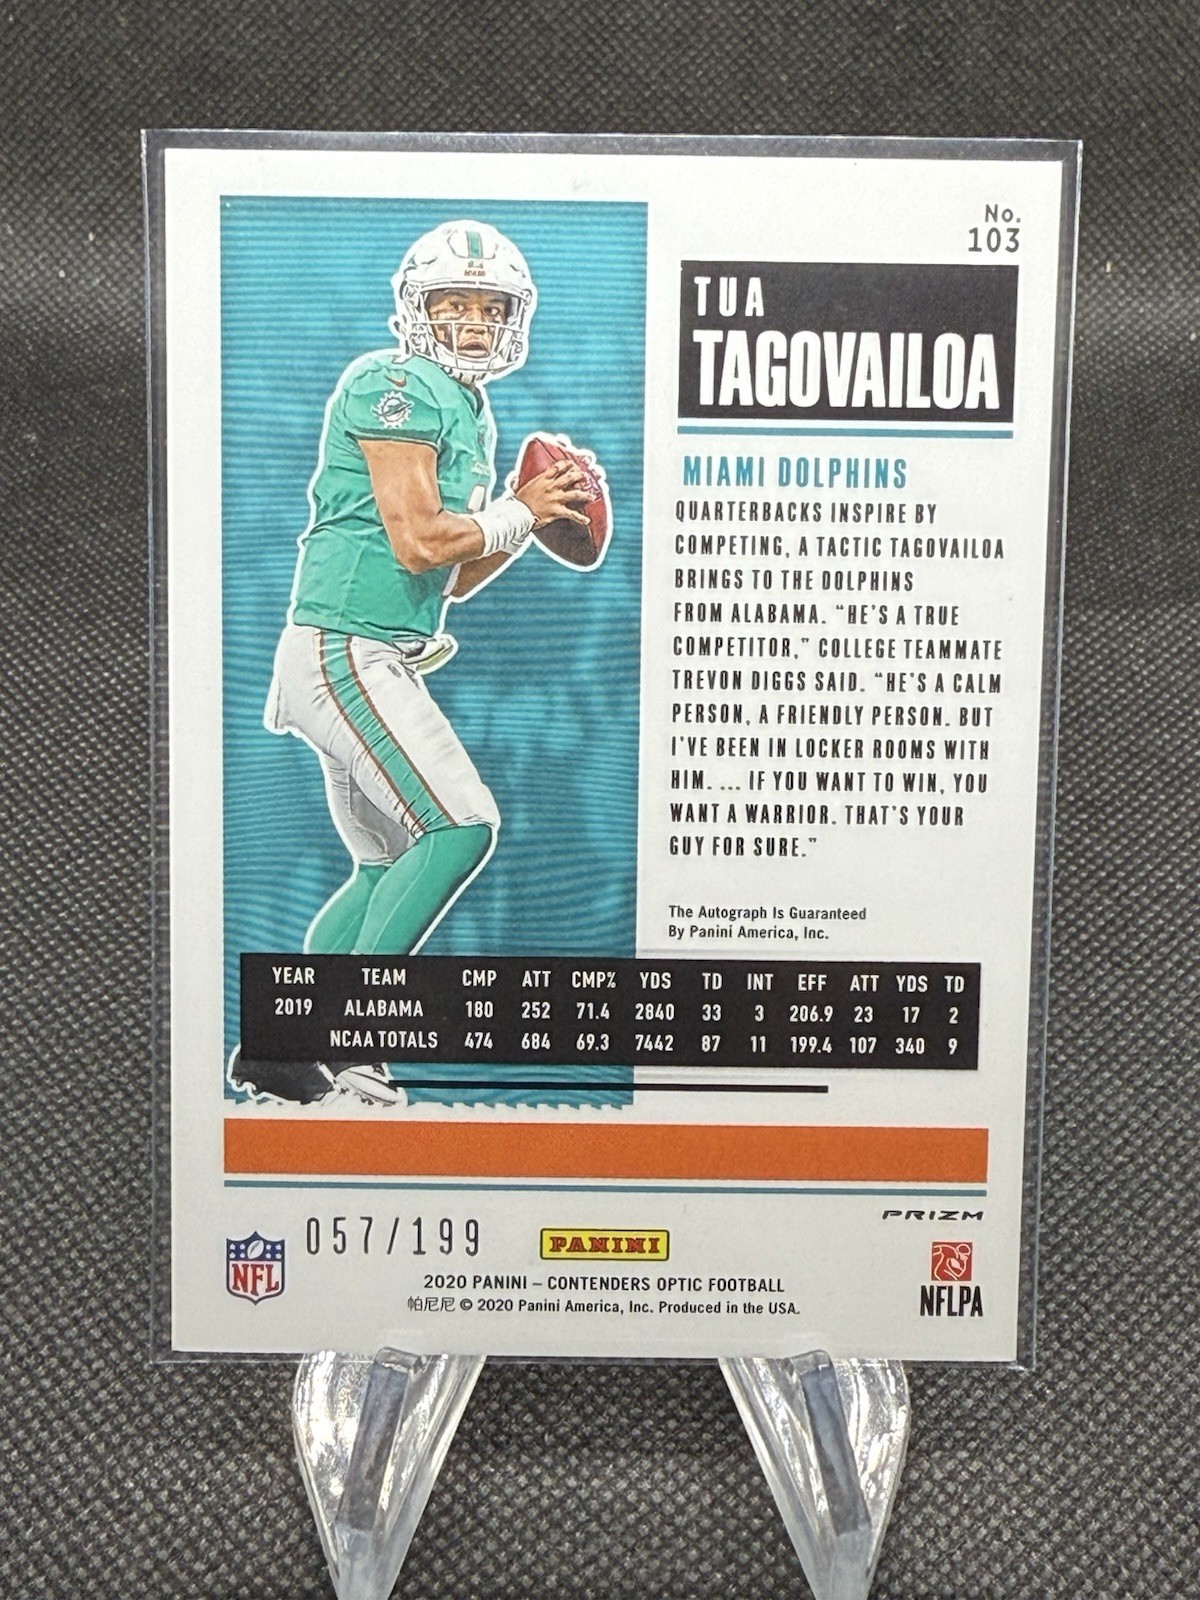 No.
103
TUA
TAGOVAILOA
MIAMI DOLPHINS
QUARTERBACKS INSPIRE BY
COMPETING, A TACTIC TAGOVAILOA
BRINGS TO THE DOLPHINS
FROM ALABAMA. “HE’S A TRUE
COMPETITOR,” COLLEGE TEAMMATE
TREVON DIGGS SAID. “HE’S A CALM
PERSON, A FRIENDLY PERSON. BUT
I’VE BEEN IN LOCKER ROOMS WITH
HIM. ... IF YOU WANT TO WIN, YOU
WANT A WARRIOR. THAT’S YOUR
GUY FOR SURE.”
The Autograph Is Guaranteed
By Panini America, Inc.
YEAR TEAM CMP ATT CMP% YDS TD INT EFF ATT YDS TD
2019 ALABAMA 180 252 71.4 2840 33 3 206.9 23 17 2
NCAA TOTALS 474 684 69.3 7442 87 11 199.4 107 340 9
PRIZM
NFL
057/199
PANINI
NFLPA
2020 PANINI – CONTENDERS OPTIC FOOTBALL
帕尼尼 © 2020 Panini America, Inc. Produced in the USA.